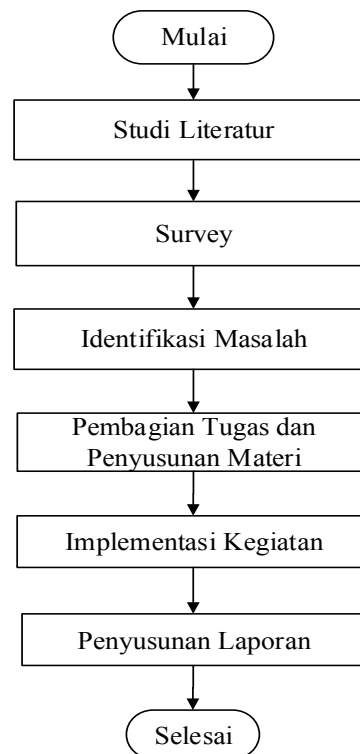 Mulai
Studi Literatur
Survey
Identifikasi Masalah
Pembagian Tugas dan
Penyusunan Materi
Implementasi Kegiatan
Penyusunan Laporan
Selesai